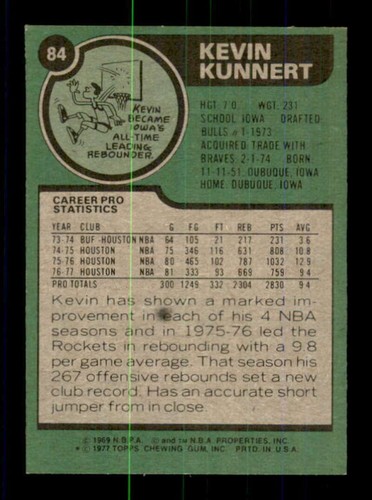 84
KEVIN
KUNNERT
KEVIN
BECAME
IOWA'S
ALL-TIME
LEADING
REBOUNDER.
HGT: 7'0" WGT: 231
SCHOOL: IOWA DRAFTED
BULLS #1-1973
ACQUIRED: TRADE WITH
BRAVES 2-1-74 BORN:
11-11-51, DUBUQUE, IOWA
HOME: DUBUQUE, IOWA
CAREER PRO
STATISTICS
YEAR CLUB G FG FT REB PTS AVG
73-74 BUF.-HOUSTON NBA 64 105 21 217 231 3.6
74-75 HOUSTON NBA 75 346 116 631 808 10.8
75-76 HOUSTON NBA 80 465 102 787 1032 12.9
76-77 HOUSTON NBA 81 333 93 669 759 9.4
PRO TOTALS 300 1249 332 2304 2830 9.4
Kevin has shown a marked im-
provement in each of his 4 NBA
seasons and in 1975-76 led the
Rockets in rebounding with a 9.8
per game average. That season his
267 offensive rebounds set a new
club record. Has an accurate short
jumper from in close.
© 1969 N.B.P.A. © and TM N.B.A. PROPERTIES, INC.
* © 1977 TOPPS CHEWING GUM, INC. PRTD. IN U.S.A.